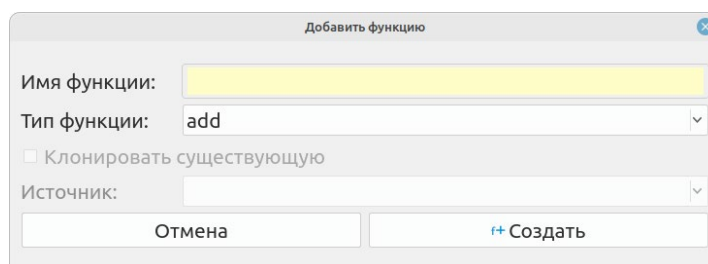 Добавить функцию
Имя функции:
Тип функции: add
Клонировать существующую
Источник:
Отмена f+ Создать